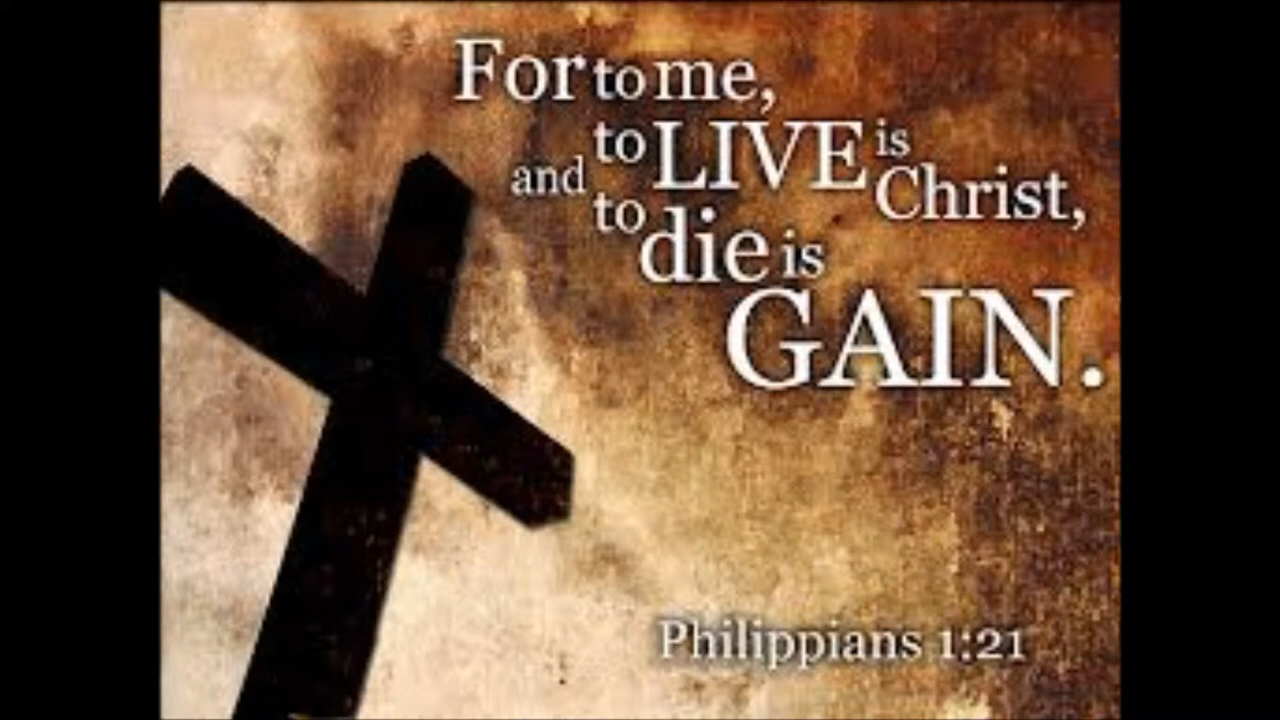 For to me,
to LIVE is Christ,
and to die is
GAIN.
Philippians 1:21